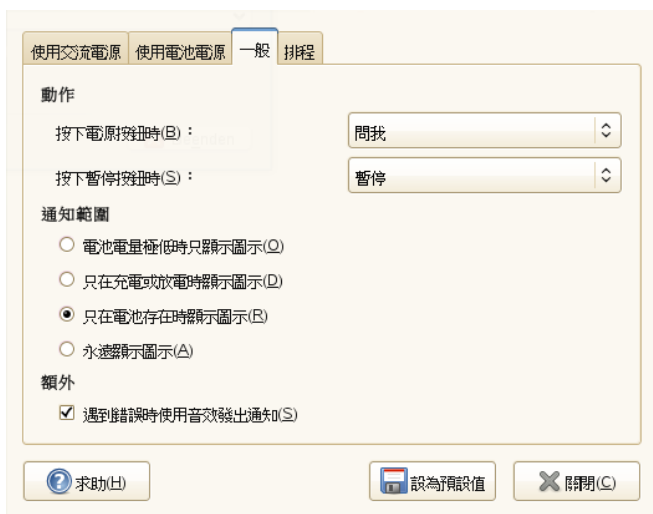 使用交流電源 使用電池電源 一般 排程
動作
按下電源按鈕時(B)： 問我
按下暫停按鈕時(S)： 暫停
通知範圍
電池電量極低時只顯示圖示(O)
只在充電或放電時顯示圖示(D)
只在電池存在時顯示圖示(R)
永遠顯示圖示(A)
額外
遇到錯誤時使用音效發出通知(S)
求助(H) 設為預設值 關閉(C)